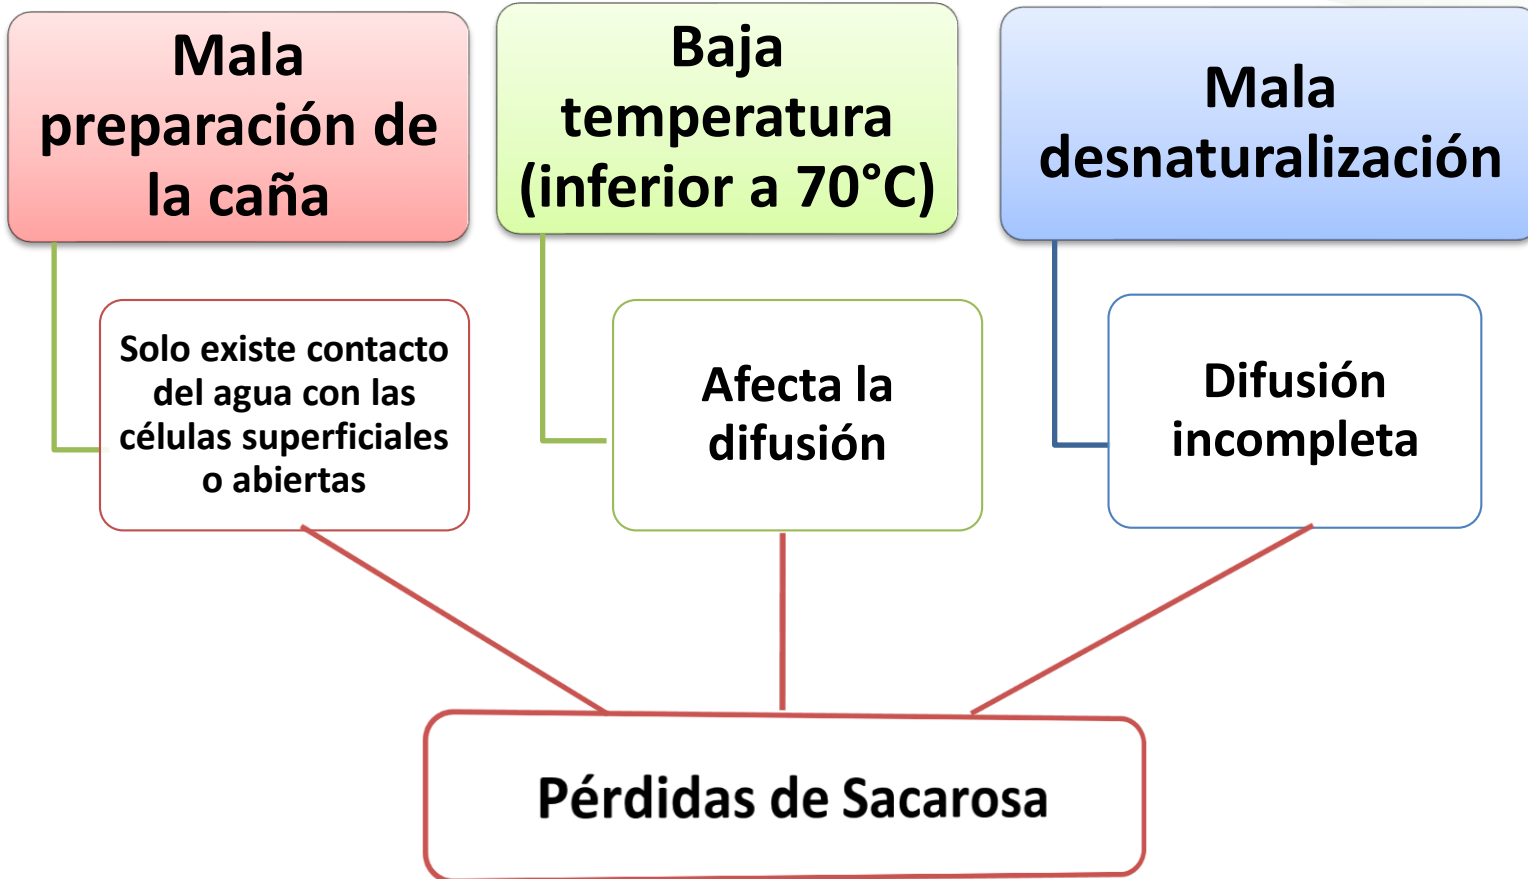 Mala
preparación de
la caña
Baja
temperatura
(inferior a 70°C)
Mala
desnaturalización
Solo existe contacto
del agua con las
células superficiales
o abiertas
Afecta la
difusión
Difusión
incompleta
Pérdidas de Sacarosa